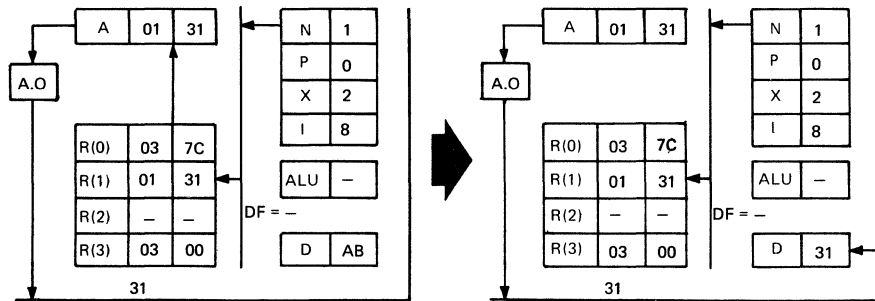 A 01 31
A.O
R(0) 03 7C
R(1) 01 31
R(2) – –
R(3) 03 00
N 1
P 0
X 2
I 8
ALU –
DF = –
D AB
31
A 01 31
A.O
R(0) 03 7C
R(1) 01 31
R(2) – –
R(3) 03 00
N 1
P 0
X 2
I 8
ALU –
DF = –
D 31
31